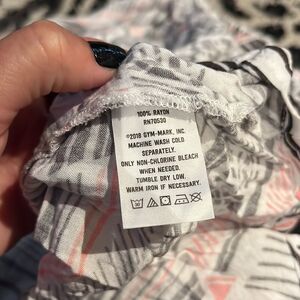 100% RAYON
RN70530
©2018 GYM-MARK, INC.
MACHINE WASH COLD
SEPARATELY.
ONLY NON-CHLORINE BLEACH
WHEN NEEDED.
TUMBLE DRY LOW.
WARM IRON IF NECESSARY.
30